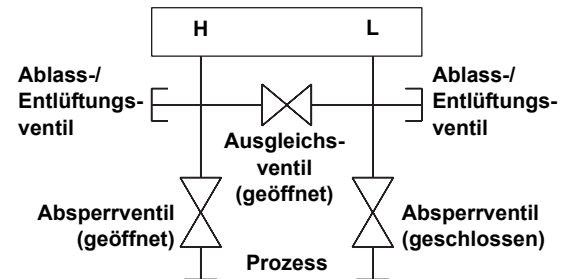 H
L
Ablass-/
Entlüftungs-
ventil
Ablass-/
Entlüftungs-
ventil
Ausgleichs-
ventil
(geöffnet)
Absperrventil
(geöffnet)
Absperrventil
(geschlossen)
Prozess